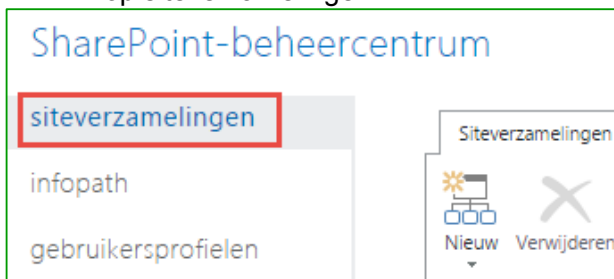 SharePoint-beheercentrum
siteverzamelingen
infopath
gebruikersprofielen
Siteverzamelingen
Nieuw Verwijderen